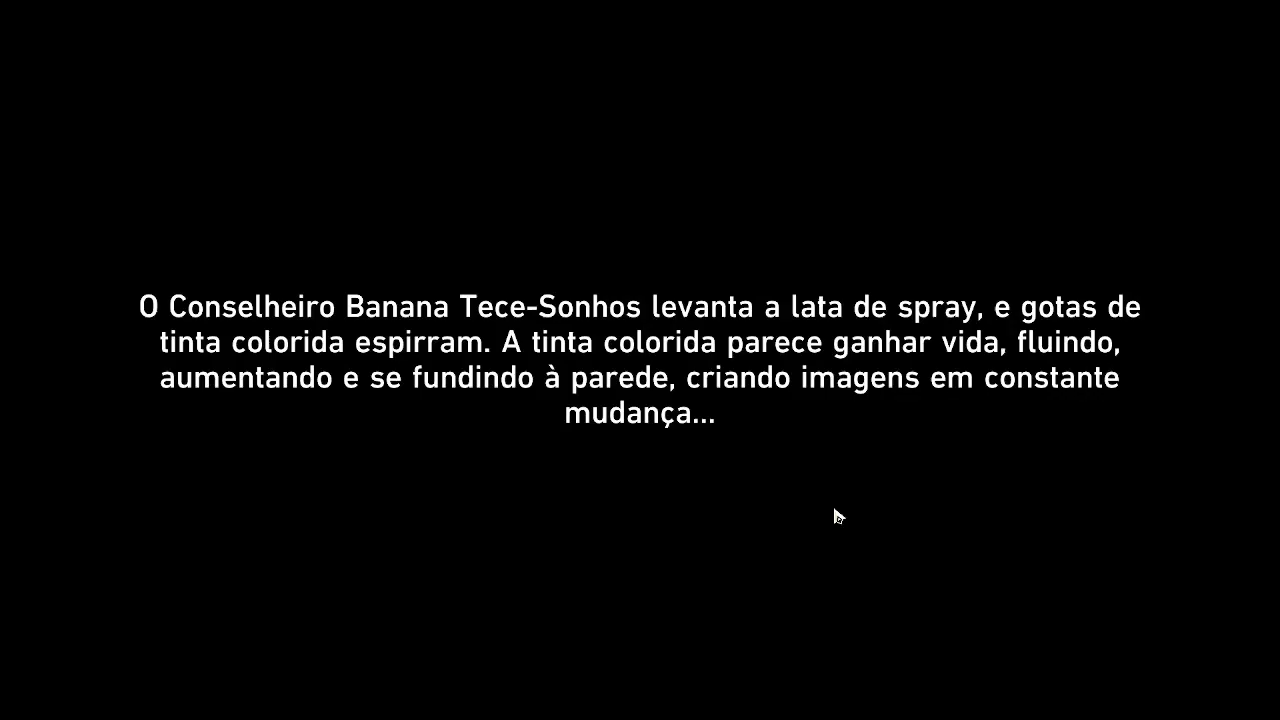 O Conselheiro Banana Tece-Sonhos levanta a lata de spray, e gotas de
tinta colorida espirram. A tinta colorida parece ganhar vida, fluindo,
aumentando e se fundindo à parede, criando imagens em constante
mudança...